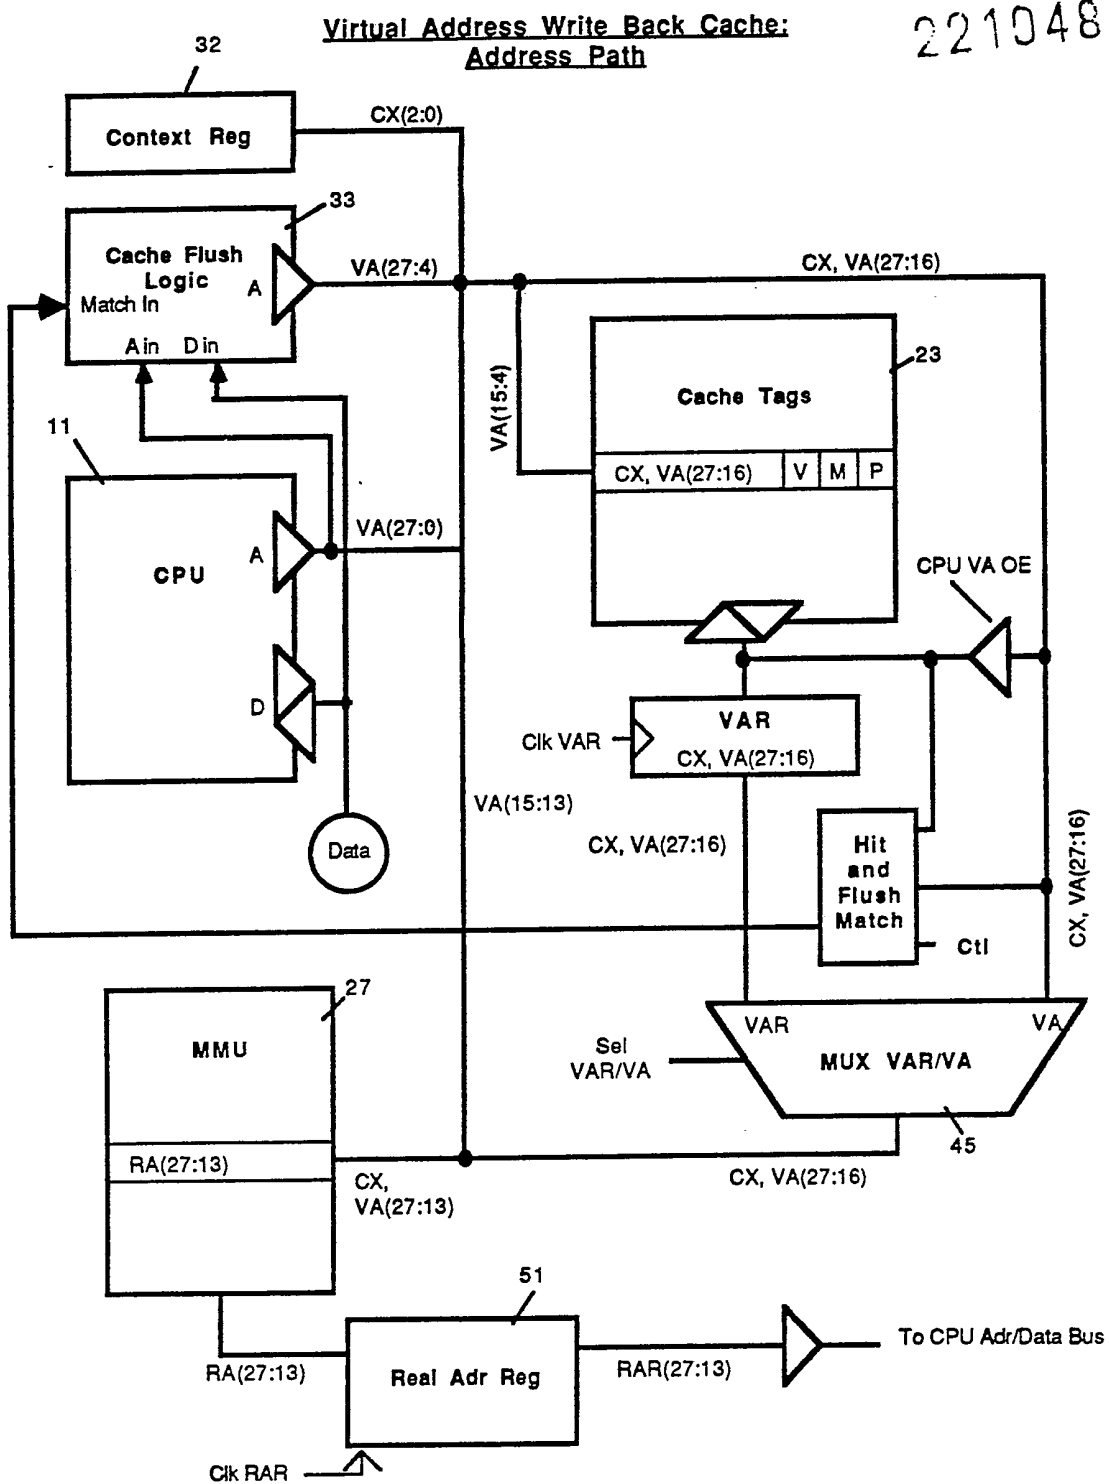 Virtual Address Write Back Cache:
Address Path
221048
32
Context Reg
CX(2:0)
33
Cache Flush
Logic
A
Match In
A in D in
VA(27:4)
CX, VA(27:16)
23
Cache Tags
VA(15:4)
CX, VA(27:16) V M P
11
CPU
A
VA(27:0)
D
Data
CPU VA OE
VAR
CX, VA(27:16)
Clk VAR
VA(15:13)
CX, VA(27:16)
Hit
and
Flush
Match
Ctl
CX, VA(27:16)
27
MMU
RA(27:13)
CX,
VA(27:13)
VAR
VA
MUX VAR/VA
Sel
VAR/VA
45
CX, VA(27:16)
51
RA(27:13)
Real Adr Reg
RAR(27:13)
To CPU Adr/Data Bus
Clk RAR